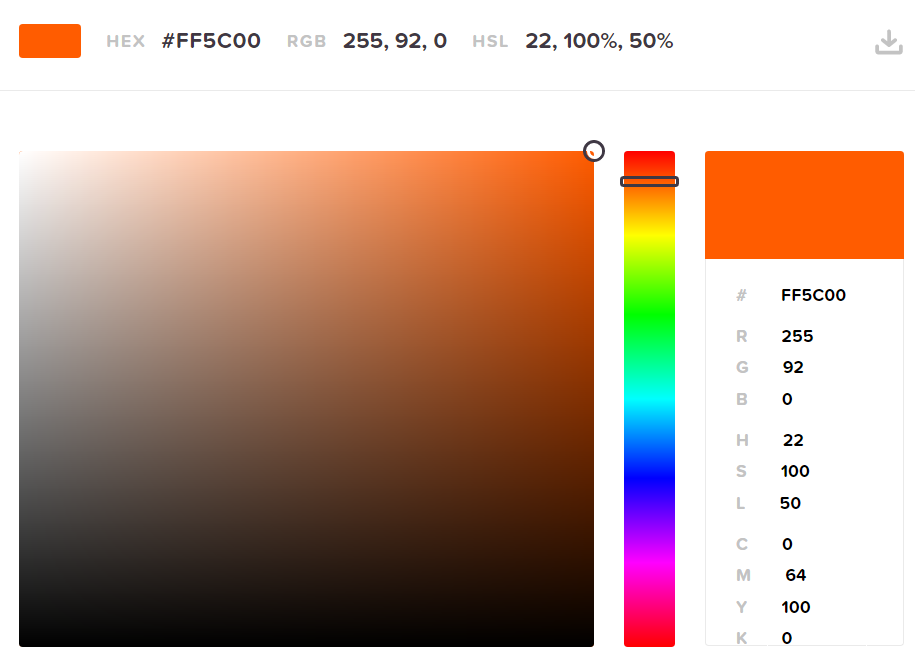 HEX #FF5C00 RGB 255, 92, 0 HSL 22, 100%, 50%
# FF5C00
R 255
G 92
B 0
H 22
S 100
L 50
C 0
M 64
Y 100
K 0